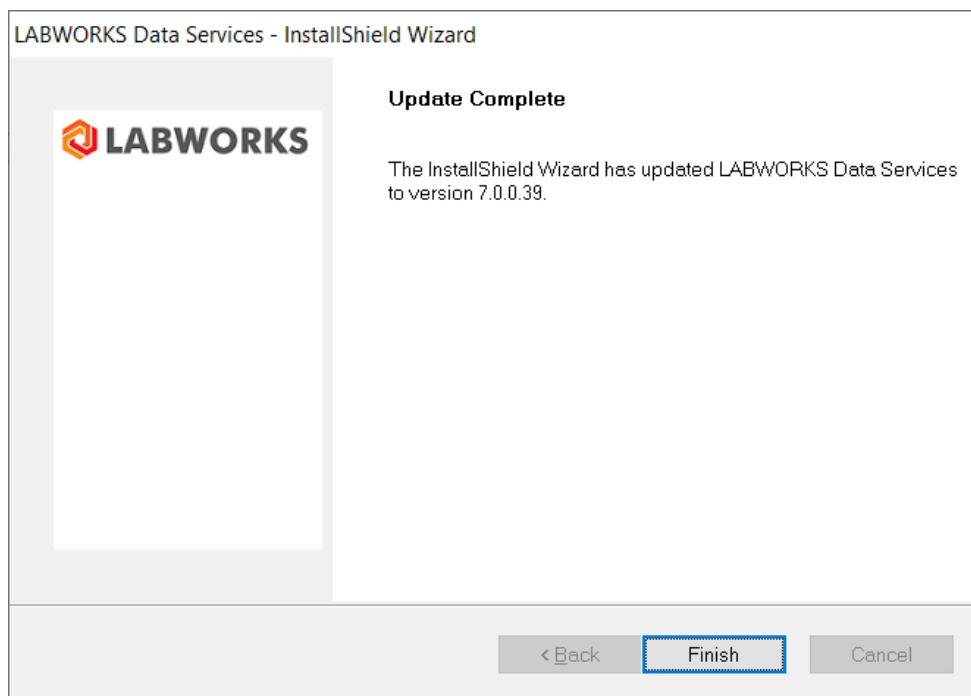 LABWORKS Data Services - InstallShield Wizard
LABWORKS
Update Complete
The InstallShield Wizard has updated LABWORKS Data Services
to version 7.0.0.39.
< Back
Finish
Cancel